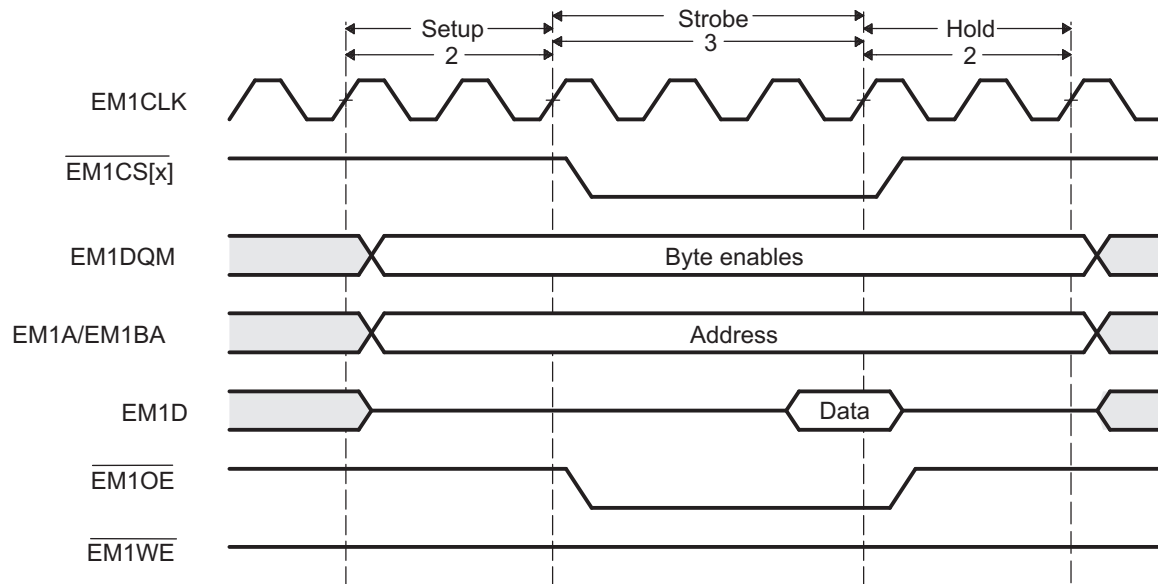 Setup
Strobe
Hold
2
3
2
EM1CLK
EM1CS[x]
EM1DQM
Byte enables
EM1A/EM1BA
Address
EM1D
Data
EM1OE
EM1WE